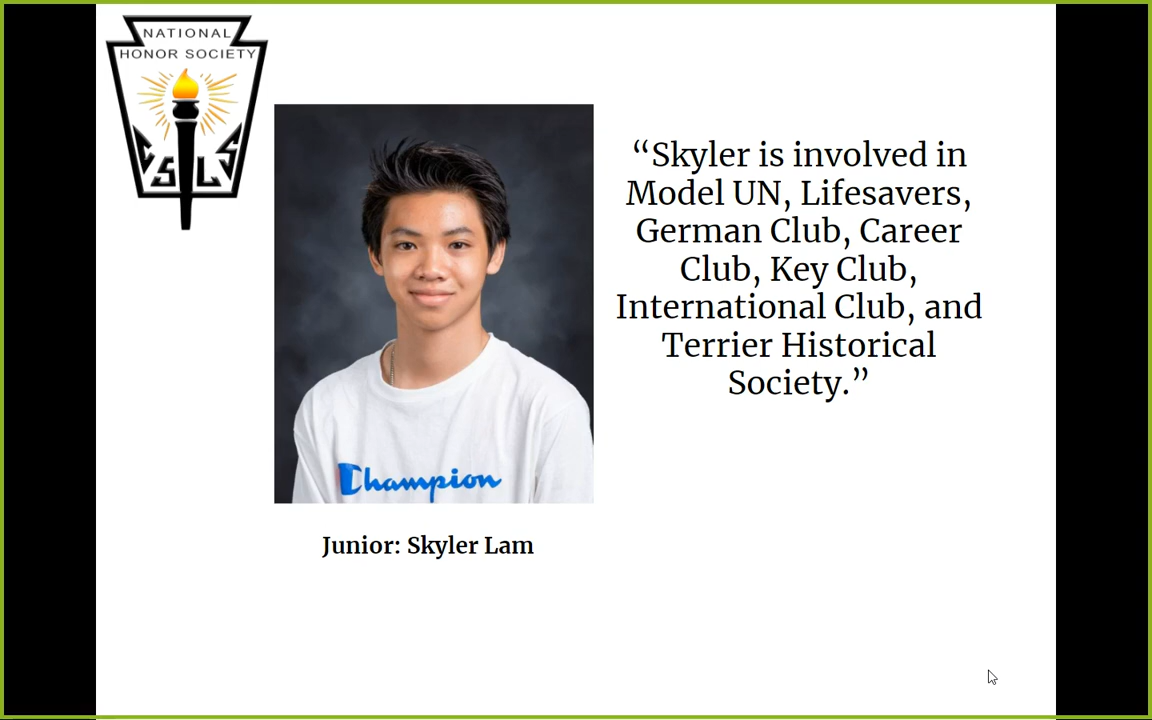 NATIONAL
HONOR SOCIETY
C S L S
“Skyler is involved in
Model UN, Lifesavers,
German Club, Career
Club, Key Club,
International Club, and
Terrier Historical
Society.”
Champion
Junior: Skyler Lam